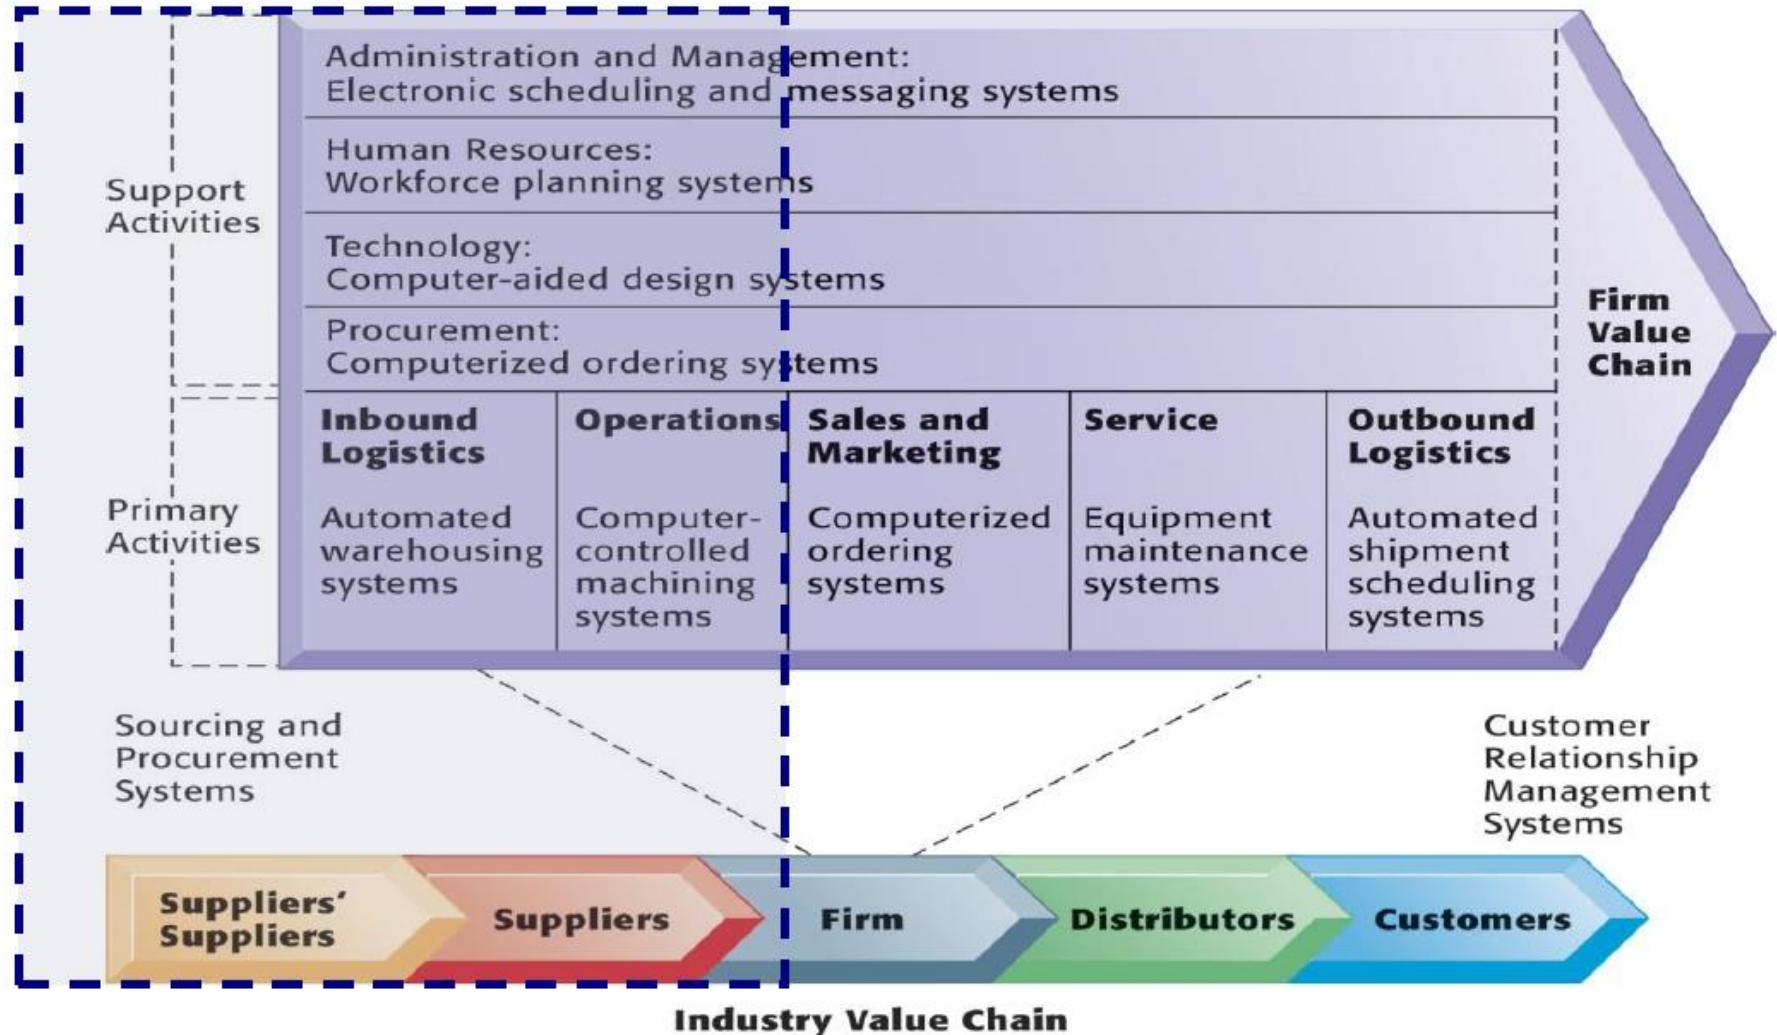 Administration and Management:
Electronic scheduling and messaging systems
Human Resources:
Workforce planning systems
Support
Activities
Technology:
Computer-aided design systems
Procurement:
Computerized ordering systems
Firm
Value
Chain
Primary
Activities
Inbound
Logistics
Automated
warehousing
systems
Operations
Computer-
controlled
machining
systems
Sales and
Marketing
Computerized
ordering
systems
Service
Equipment
maintenance
systems
Outbound
Logistics
Automated
shipment
scheduling
systems
Sourcing and
Procurement
Systems
Customer
Relationship
Management
Systems
Suppliers’
Suppliers
Suppliers
Firm
Distributors
Customers
Industry Value Chain